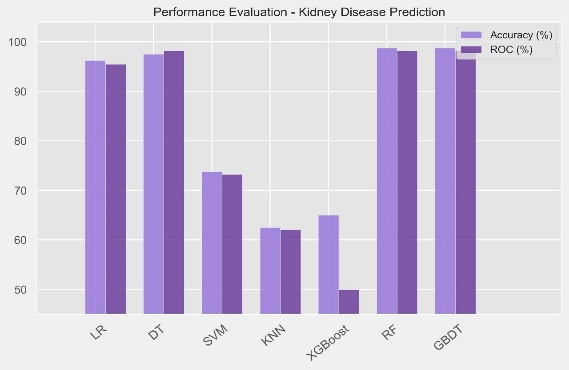 Performance Evaluation - Kidney Disease Prediction
Accuracy (%)
ROC (%)
100
90
80
70
60
50
LR
DT
SVM
KNN
XGBoost
RF
GBDT